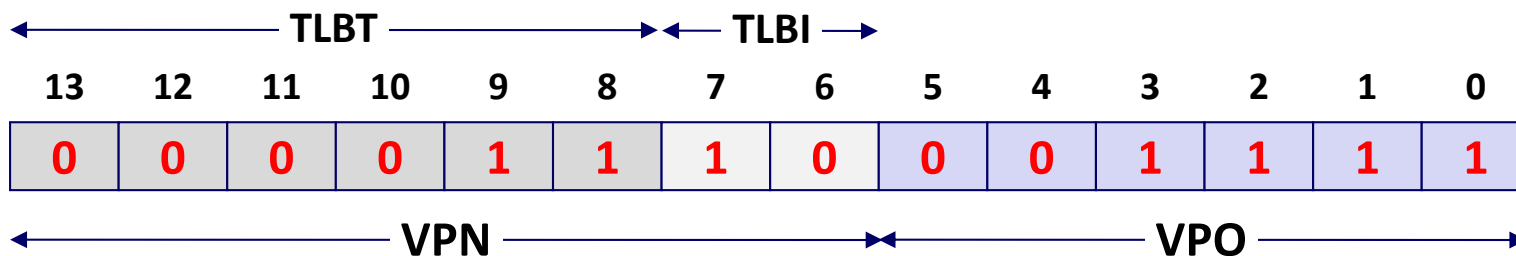 TLBT TLBI
13 12 11 10 9 8 7 6 5 4 3 2 1 0
0 0 0 0 1 1 1 0 0 0 1 1 1 1
VPN VPO